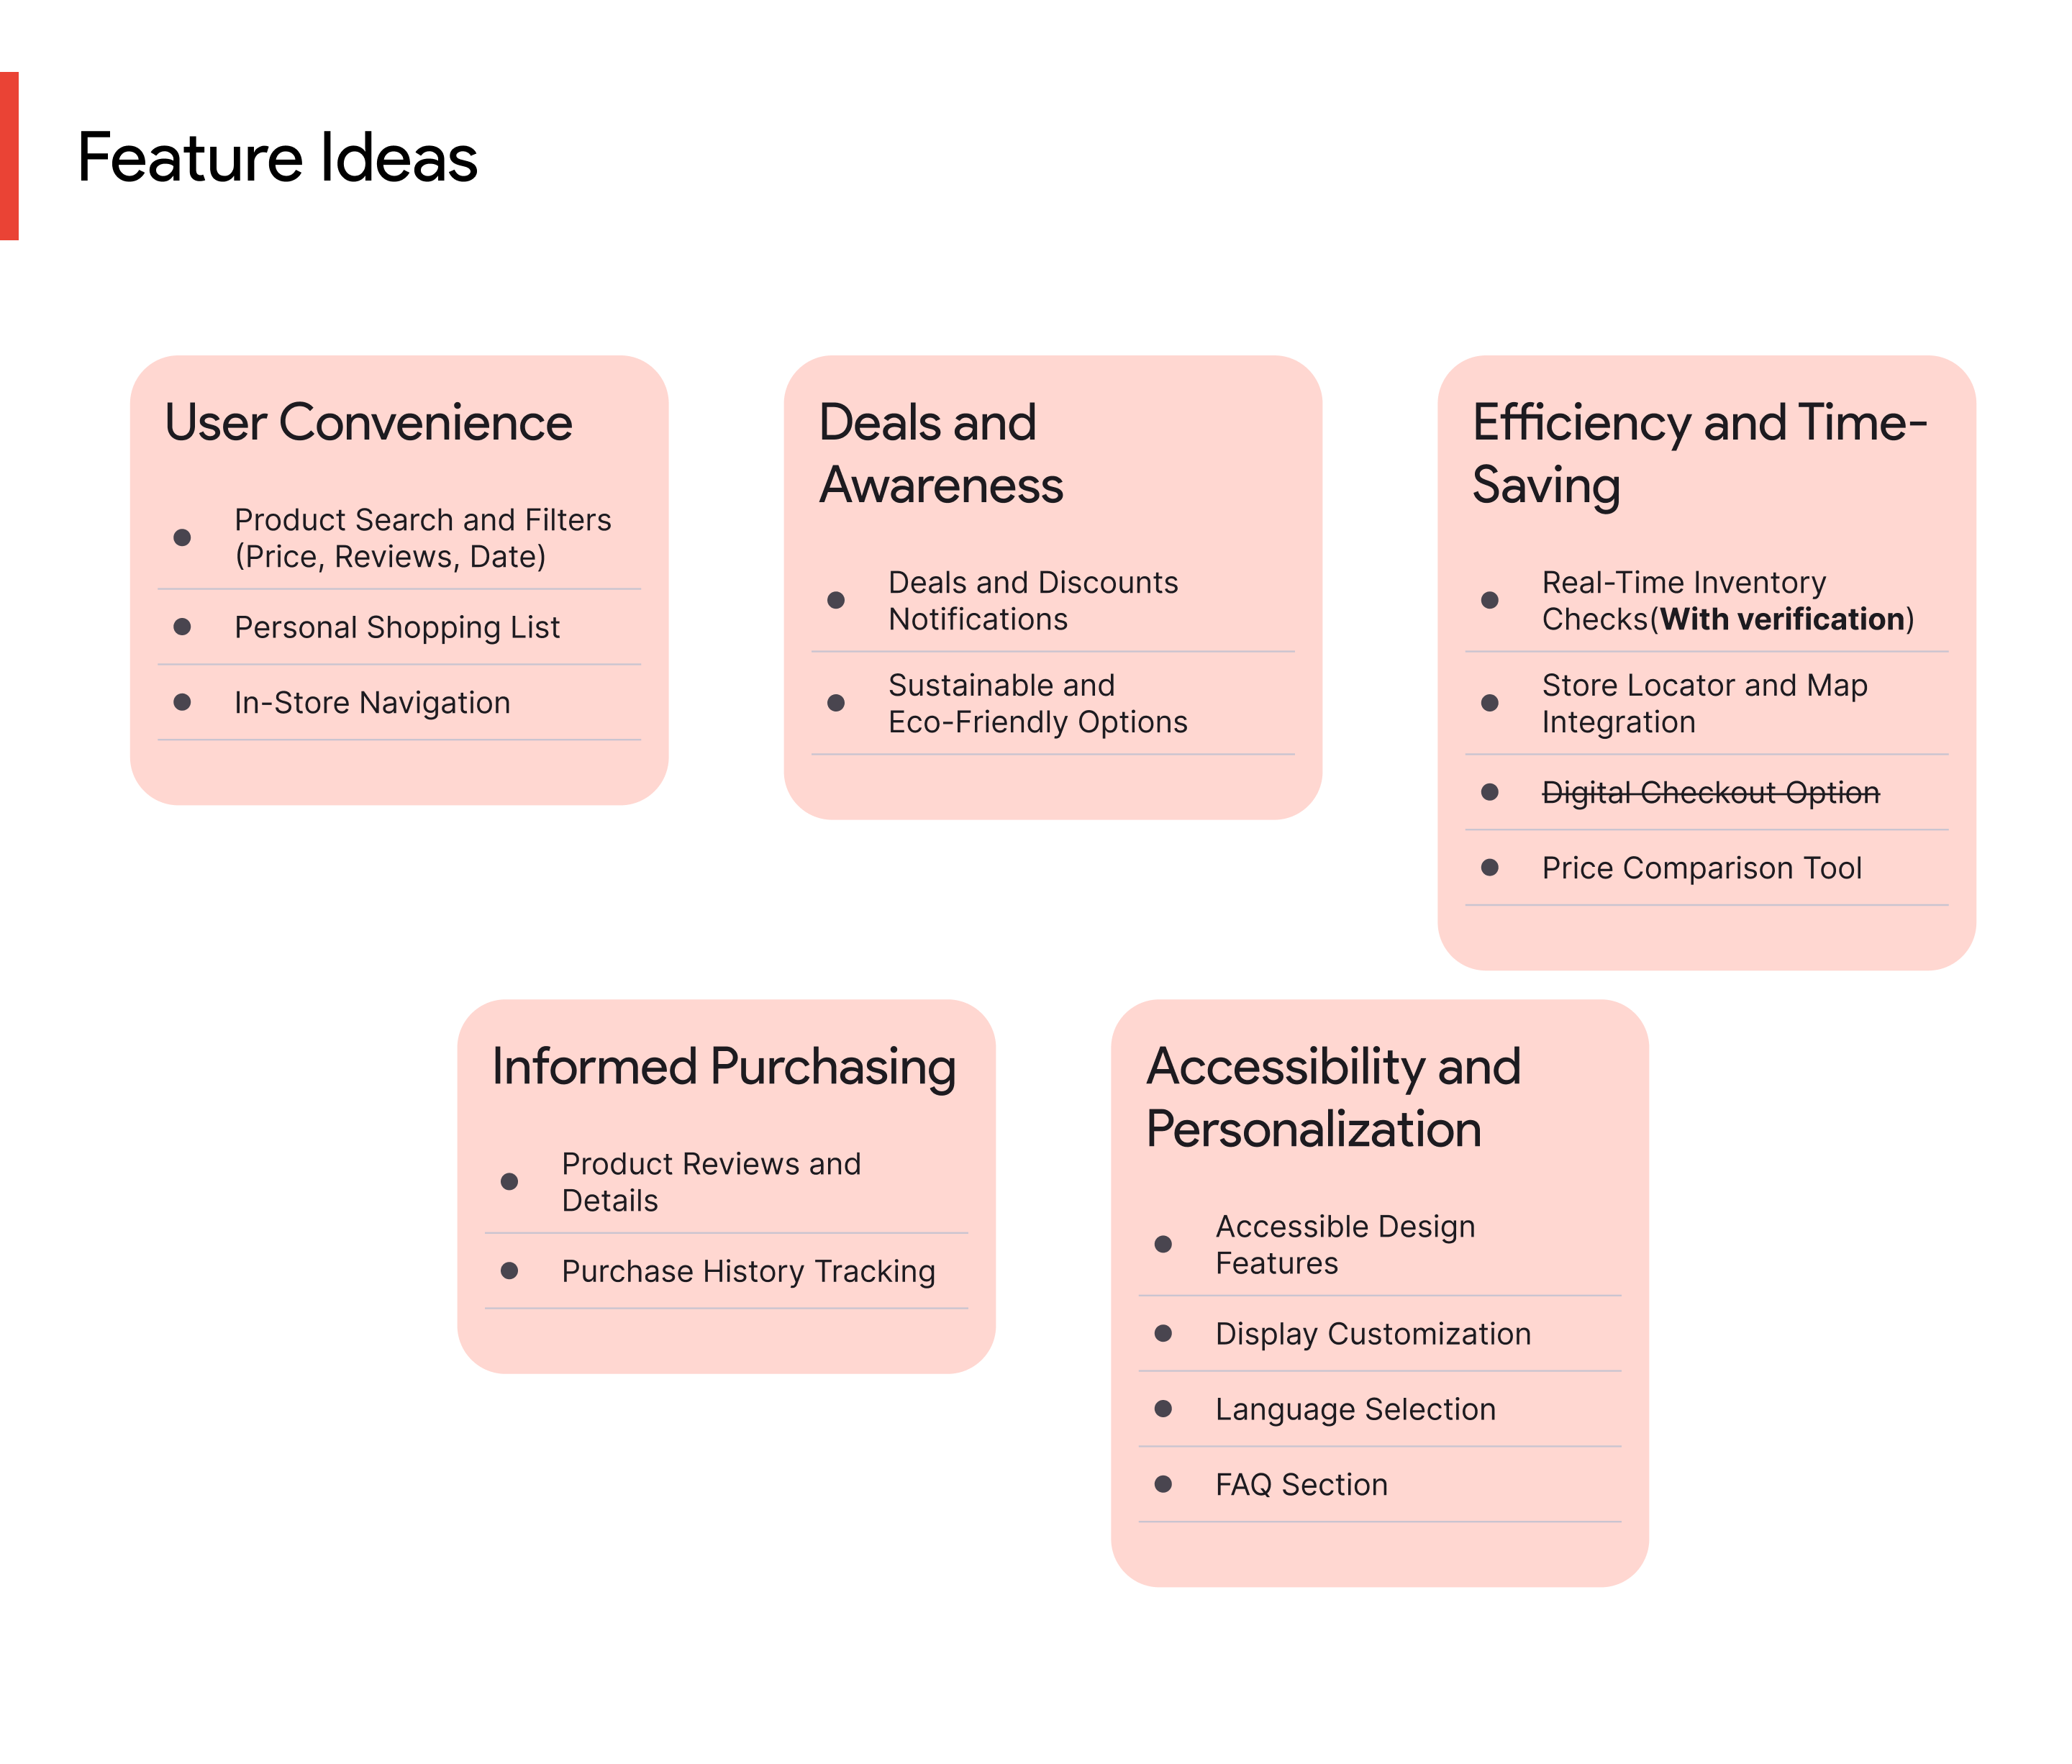 Feature Ideas
User Convenience
Product Search and Filters
(Price, Reviews, Date)
Personal Shopping List
In-Store Navigation
Deals and
Awareness
Deals and Discounts
Notifications
Sustainable and
Eco-Friendly Options
Efficiency and Time-
Saving
Real-Time Inventory
Checks(With verification)
Store Locator and Map
Integration
Digital Checkout Option
Price Comparison Tool
Informed Purchasing
Product Reviews and
Details
Purchase History Tracking
Accessibility and
Personalization
Accessible Design
Features
Display Customization
Language Selection
FAQ Section